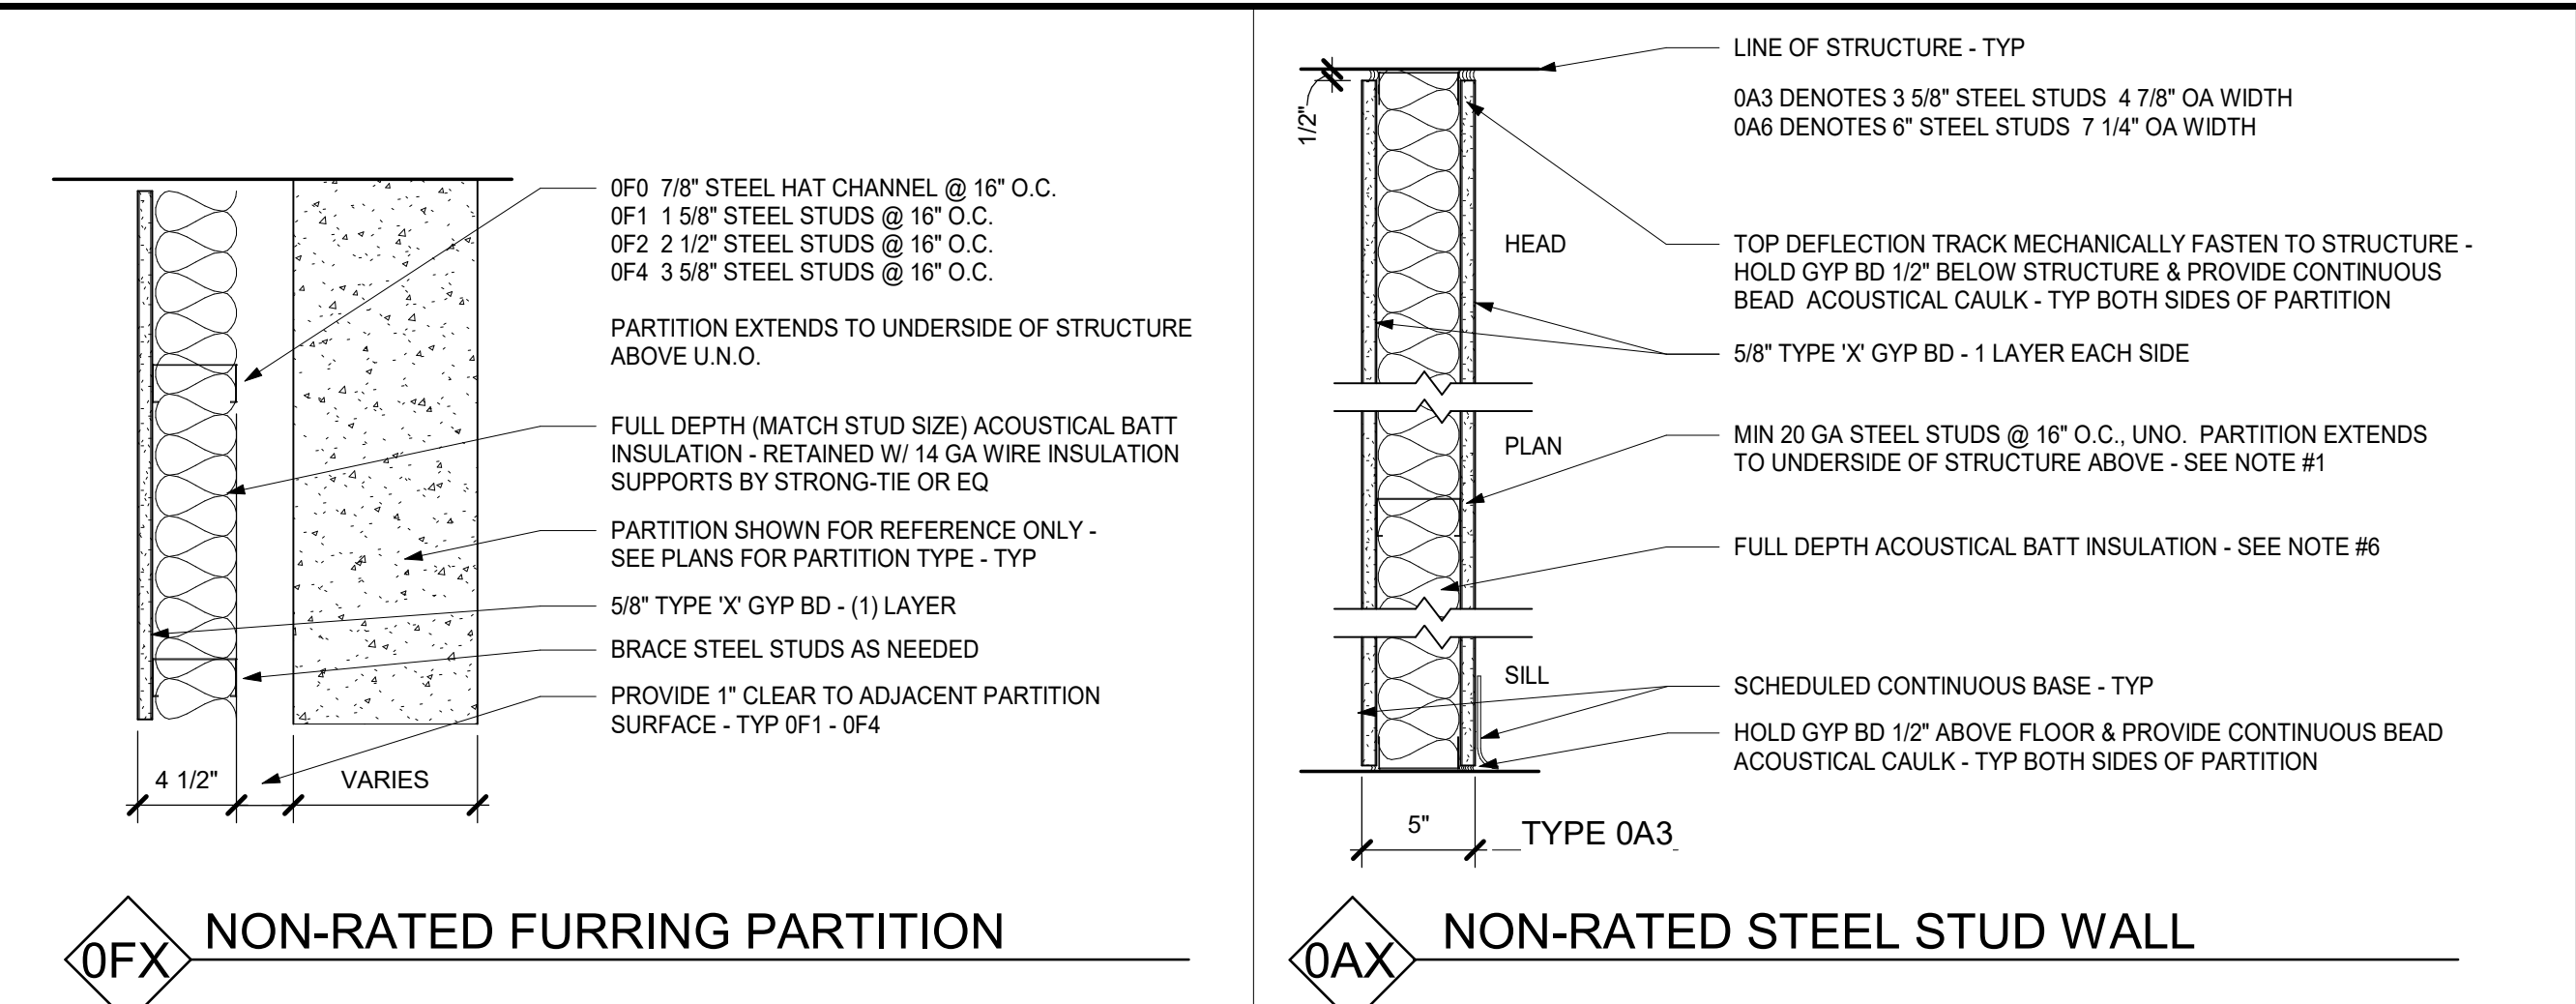 0F0 7/8" STEEL HAT CHANNEL @ 16" O.C.
0F1 1 5/8" STEEL STUDS @ 16" O.C.
0F2 2 1/2" STEEL STUDS @ 16" O.C.
0F4 3 5/8" STEEL STUDS @ 16" O.C.
PARTITION EXTENDS TO UNDERSIDE OF STRUCTURE
ABOVE U.N.O.
FULL DEPTH (MATCH STUD SIZE) ACOUSTICAL BATT
INSULATION - RETAINED W/ 14 GA WIRE INSULATION
SUPPORTS BY STRONG-TIE OR EQ
PARTITION SHOWN FOR REFERENCE ONLY -
SEE PLANS FOR PARTITION TYPE - TYP
5/8" TYPE 'X' GYP BD - (1) LAYER
BRACE STEEL STUDS AS NEEDED
PROVIDE 1" CLEAR TO ADJACENT PARTITION
SURFACE - TYP 0F1 - 0F4
4 1/2"
VARIES
0FX
NON-RATED FURRING PARTITION
LINE OF STRUCTURE - TYP
0A3 DENOTES 3 5/8" STEEL STUDS 4 7/8" OA WIDTH
0A6 DENOTES 6" STEEL STUDS 7 1/4" OA WIDTH
1/2"
HEAD
TOP DEFLECTION TRACK MECHANICALLY FASTEN TO STRUCTURE -
HOLD GYP BD 1/2" BELOW STRUCTURE & PROVIDE CONTINUOUS
BEAD ACOUSTICAL CAULK - TYP BOTH SIDES OF PARTITION
5/8" TYPE 'X' GYP BD - 1 LAYER EACH SIDE
PLAN
MIN 20 GA STEEL STUDS @ 16" O.C., UNO. PARTITION EXTENDS
TO UNDERSIDE OF STRUCTURE ABOVE - SEE NOTE #1
FULL DEPTH ACOUSTICAL BATT INSULATION - SEE NOTE #6
SILL
SCHEDULED CONTINUOUS BASE - TYP
HOLD GYP BD 1/2" ABOVE FLOOR & PROVIDE CONTINUOUS BEAD
ACOUSTICAL CAULK - TYP BOTH SIDES OF PARTITION
5"
TYPE 0A3
0AX
NON-RATED STEEL STUD WALL